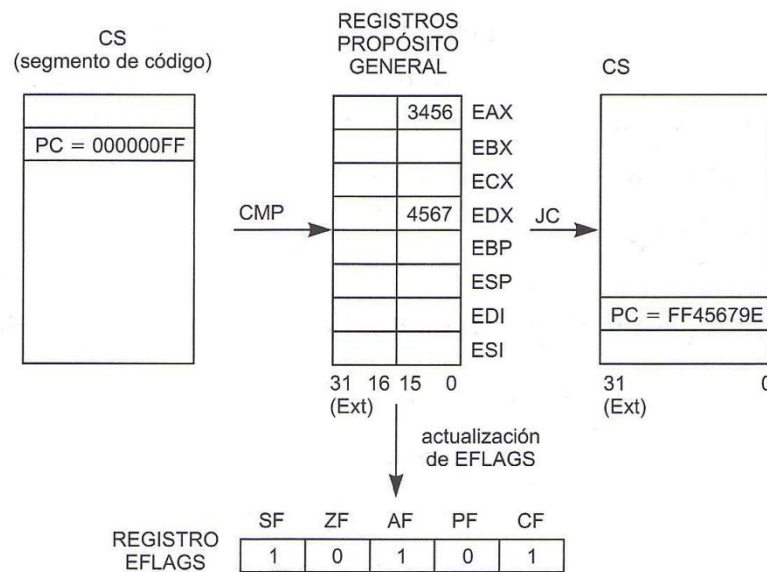 CS
(segmento de código)
REGISTROS
PROPÓSITO
GENERAL
CS
PC = 000000FF
3456 EAX
EBX
ECX
4567 EDX
EBP
ESP
EDI
ESI
CMP
JC
PC = FF45679E
31 16 15 0
(Ext)
31 0
(Ext)
actualización
de EFLAGS
SF ZF AF PF CF
REGISTRO
EFLAGS
1 0 1 0 1